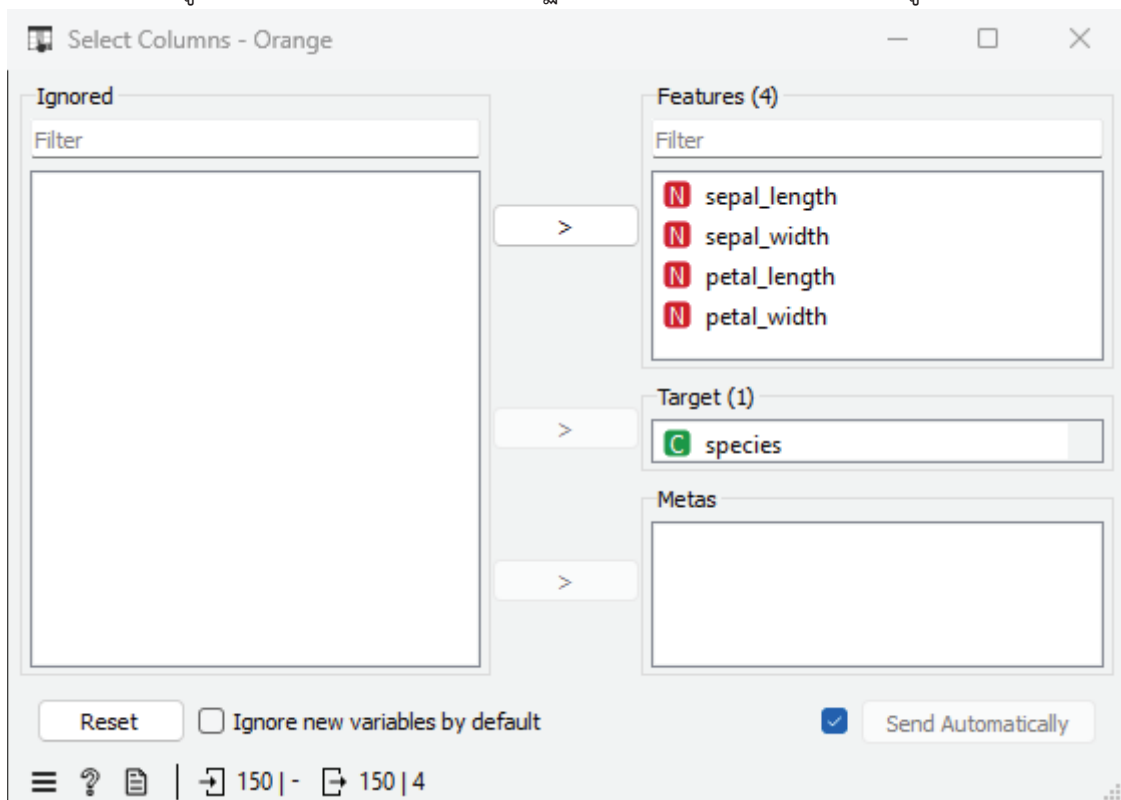 Select Columns - Orange
Ignored
Filter
Features (4)
Filter
N sepal_length
N sepal_width
N petal_length
N petal_width
>
Target (1)
C species
>
Metas
>
Reset
Ignore new variables by default
Send Automatically
150 | -
150 | 4